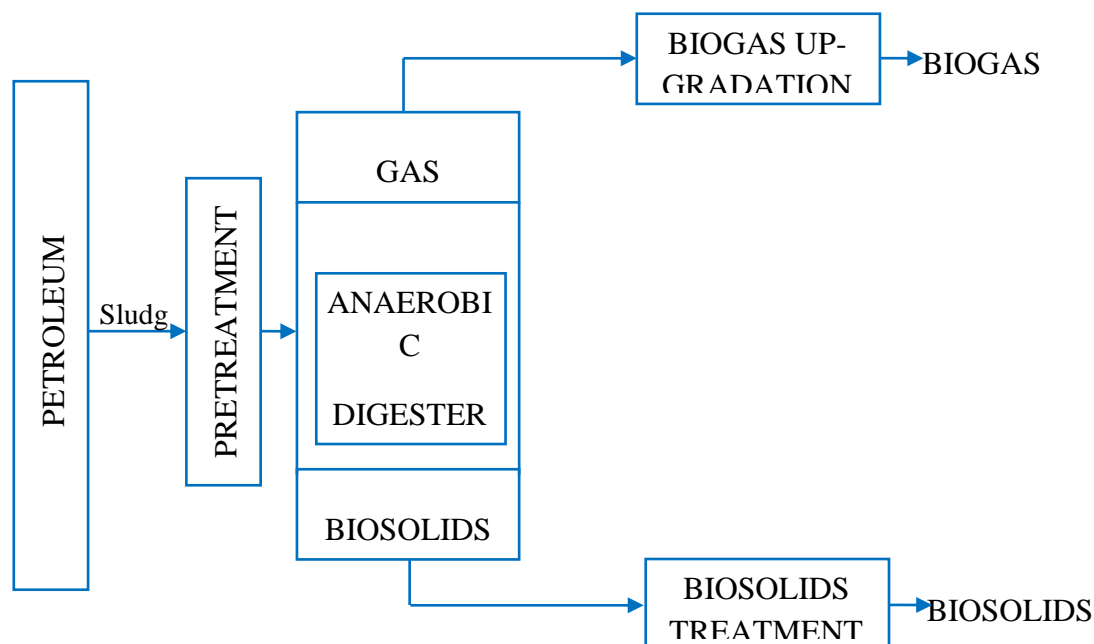 PETROLEUM
Sludg
PRETREATMENT
GAS
ANAEROBI
C
DIGESTER
BIOSOLIDS
BIOGAS UP-
GRADATION
BIOGAS
BIOSOLIDS
TREATMENT
BIOSOLIDS